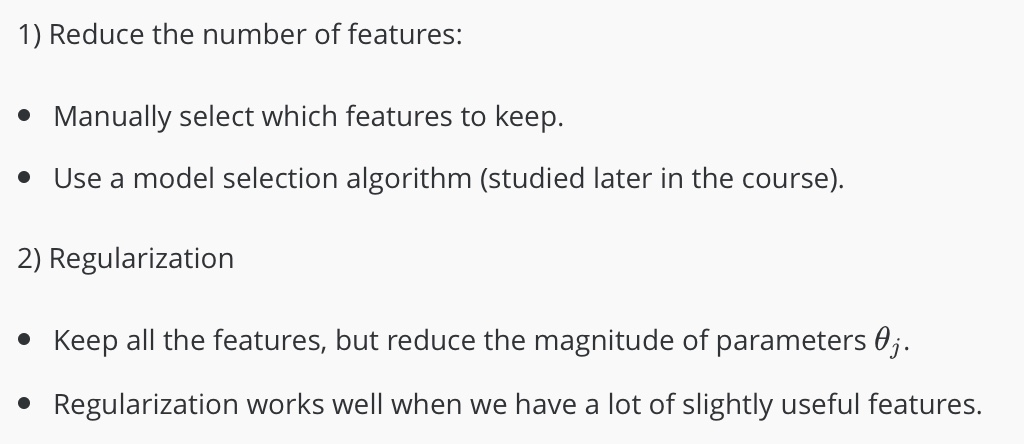 1) Reduce the number of features:
● Manually select which features to keep.
● Use a model selection algorithm (studied later in the course).
2) Regularization
● Keep all the features, but reduce the magnitude of parameters θⱼ.
● Regularization works well when we have a lot of slightly useful features.